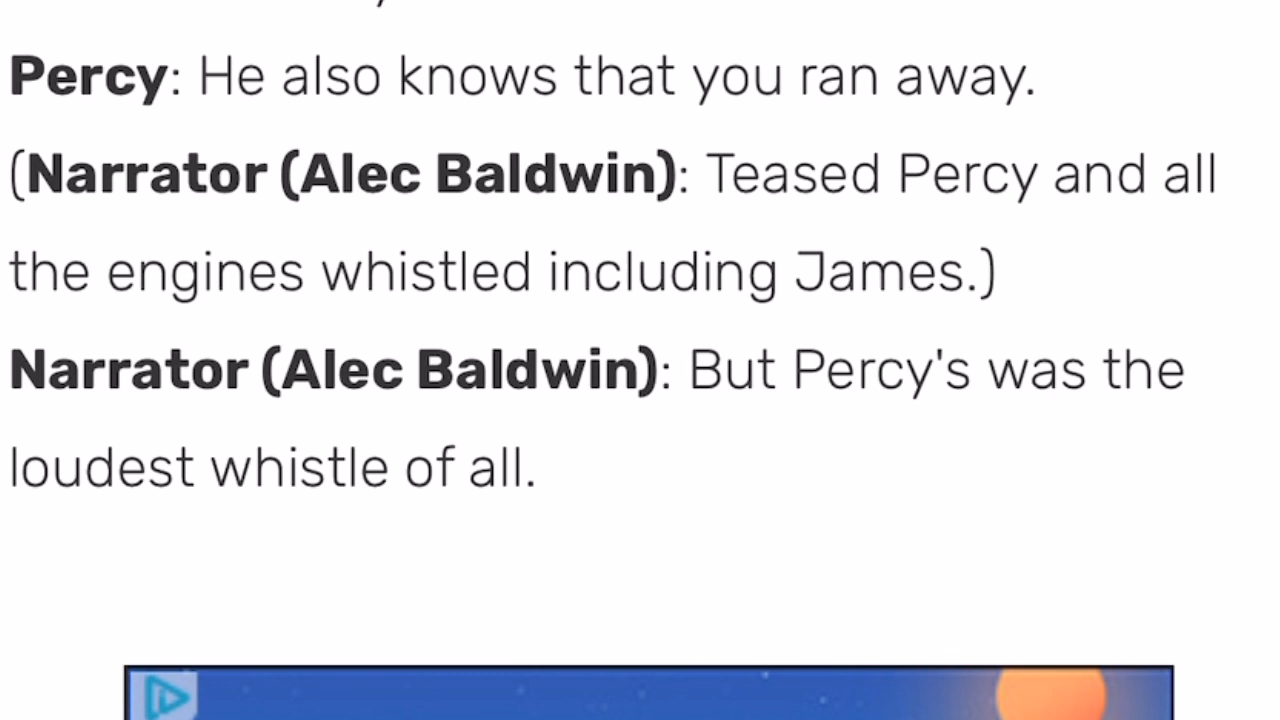 Percy: He also knows that you ran away.
(Narrator (Alec Baldwin): Teased Percy and all
the engines whistled including James.)
Narrator (Alec Baldwin): But Percy's was the
loudest whistle of all.